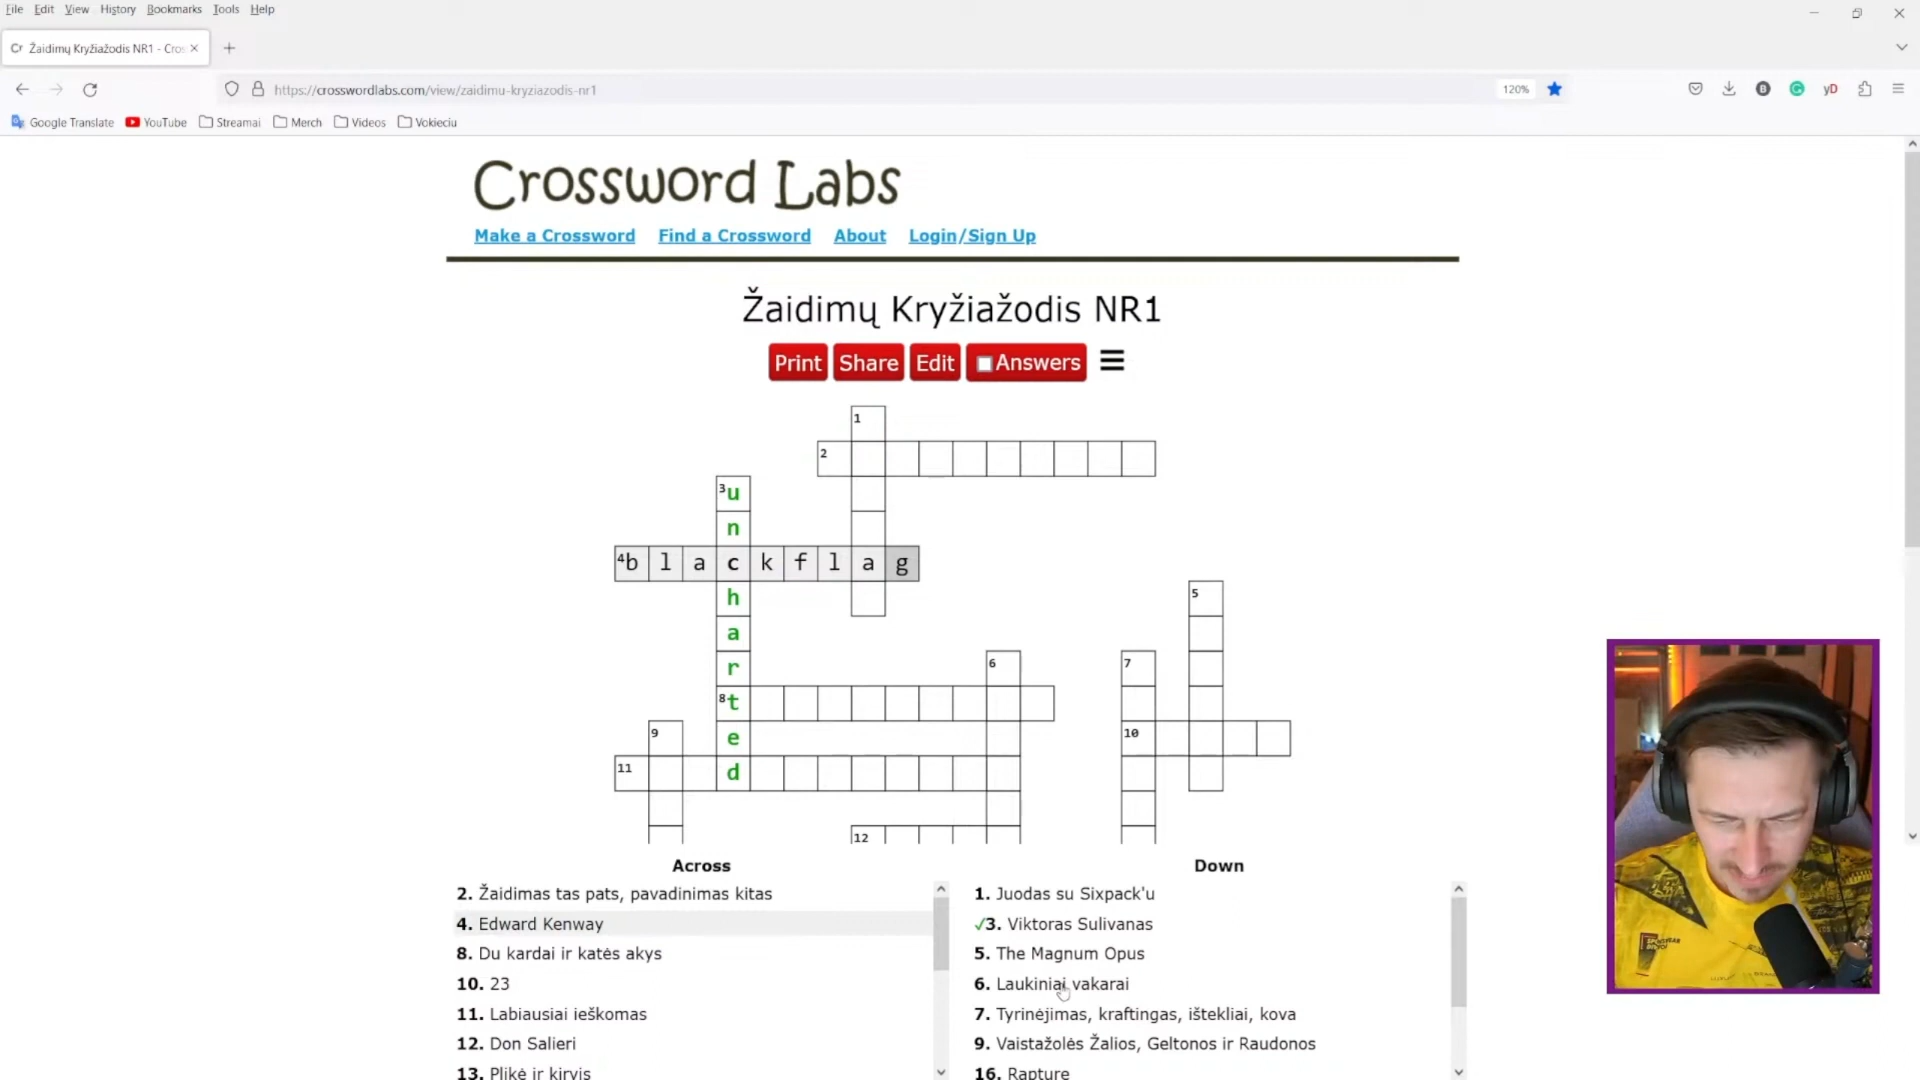 File Edit View History Bookmarks Tools Help
Cr Žaidimų Kryžiažodis NR1 - Cros
https://crosswordlabs.com/view/zaidimu-kryziazodis-nr1
120%
B
yD
Google Translate YouTube Streamai Merch Videos Vokieciu
Crossword Labs
Make a Crossword Find a Crossword About Login/Sign Up
Žaidimų Kryžiažodis NR1
Print Share Edit Answers
1
2
3 u
n
4 b l a c k f l a g
h 5
a
r 6 7
8 t
9 e 10
11 d
12
Across
2. Žaidimas tas pats, pavadinimas kitas
4. Edward Kenway
8. Du kardai ir katės akys
10. 23
11. Labiausiai ieškomas
12. Don Salieri
13. Plikė ir kirvis
Down
1. Juodas su Sixpack'u
✓3. Viktoras Sulivanas
5. The Magnum Opus
6. Laukiniai vakarai
7. Tyrinėjimas, kraftingas, ištekliai, kova
9. Vaistažolės Žalios, Geltonos ir Raudonos
16. Rapture